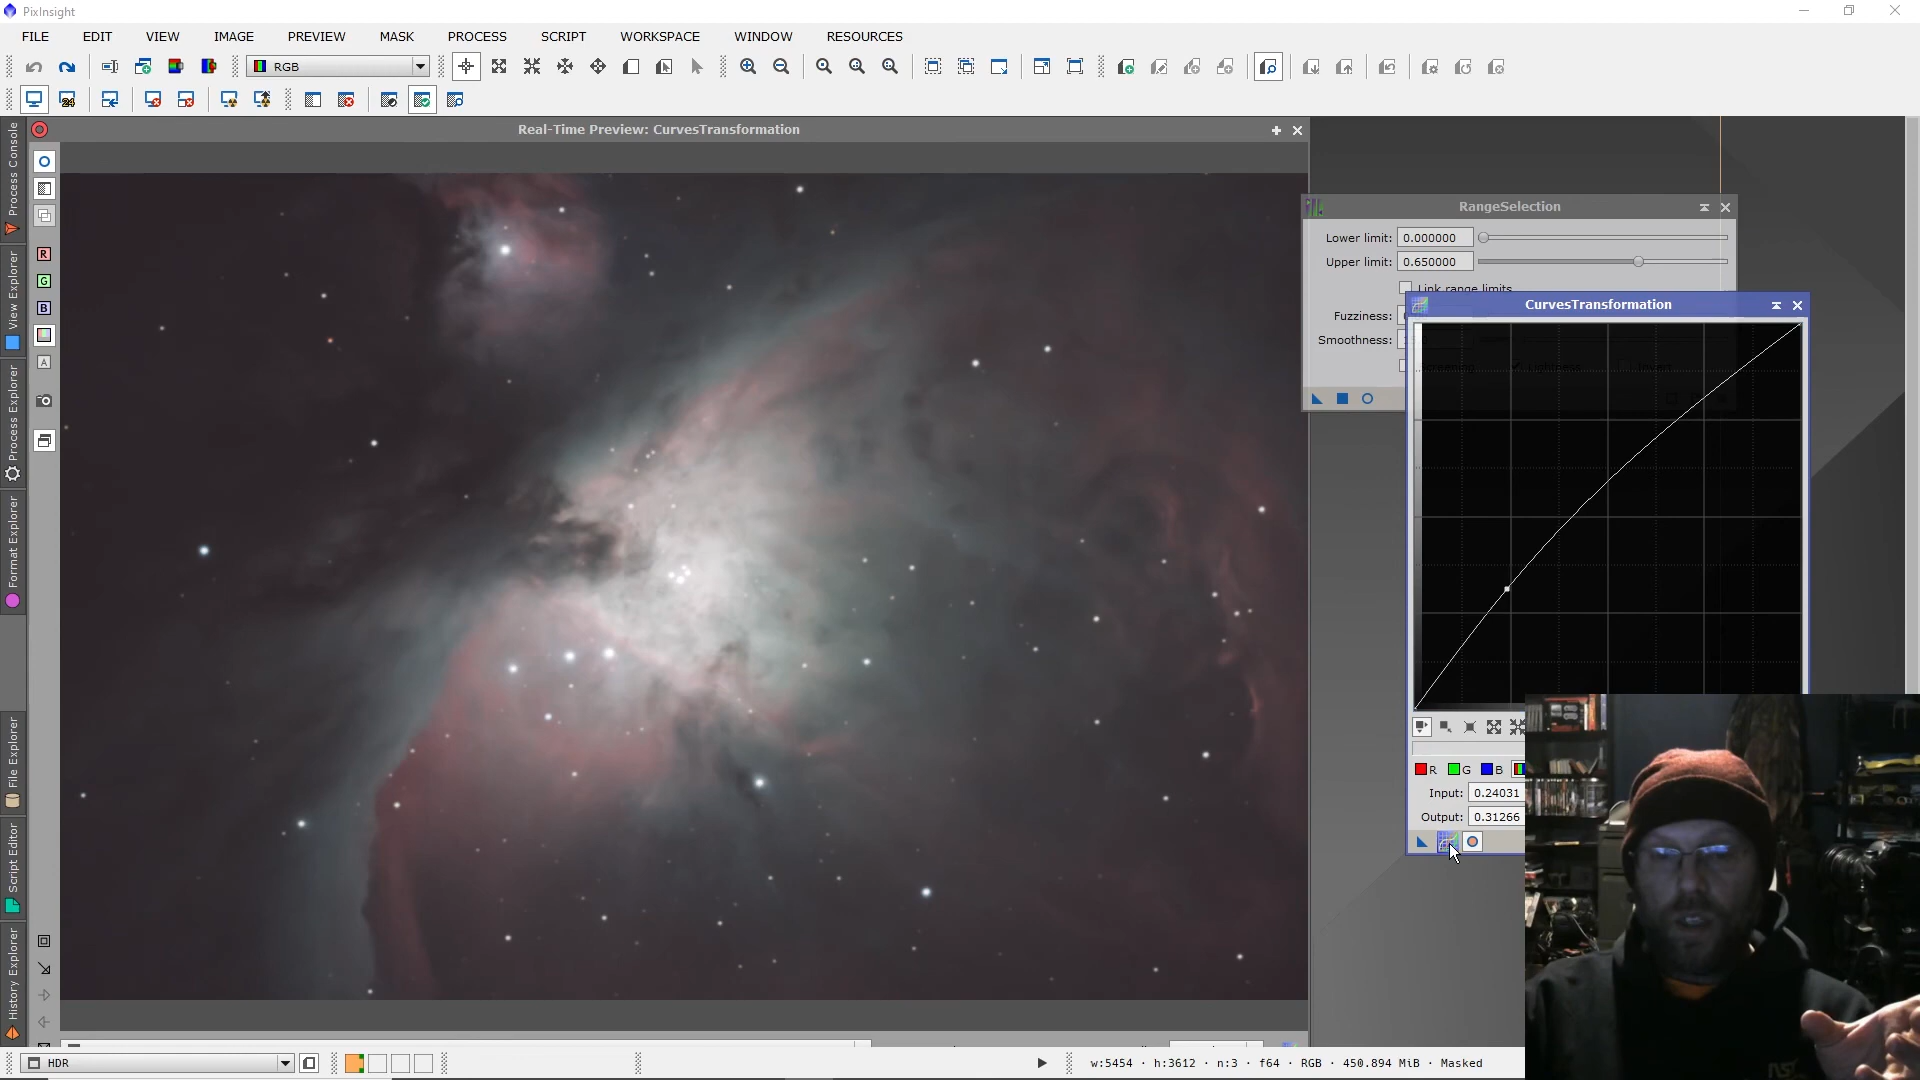 PixInsight
FILE EDIT VIEW IMAGE PREVIEW MASK PROCESS SCRIPT WORKSPACE WINDOW RESOURCES
RGB
24
Real-Time Preview: CurvesTransformation
Process Console
View Explorer
Process Explorer
Format Explorer
File Explorer
Script Editor
History Explorer
R
G
B
A
RangeSelection
Lower limit: 0.000000
Upper limit: 0.650000
Link range limits
Fuzziness:
Smoothness:
CurvesTransformation
R G B
Input: 0.24031
Output: 0.31266
HDR
w:5454 · h:3612 · n:3 · f64 · RGB · 450.894 MiB · Masked